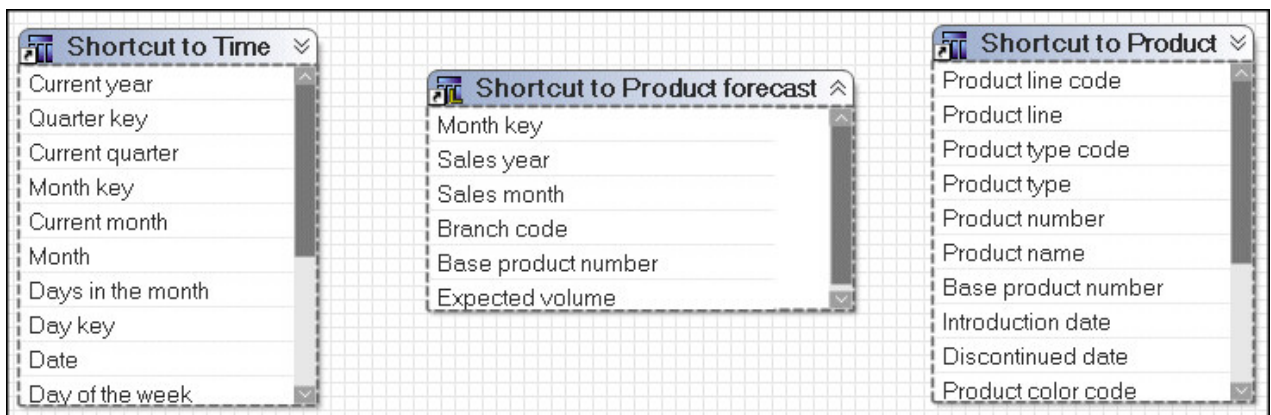 Shortcut to Time
Current year
Quarter key
Current quarter
Month key
Current month
Month
Days in the month
Day key
Date
Day of the week
Shortcut to Product forecast
Month key
Sales year
Sales month
Branch code
Base product number
Expected volume
Shortcut to Product
Product line code
Product line
Product type code
Product type
Product number
Product name
Base product number
Introduction date
Discontinued date
Product color code